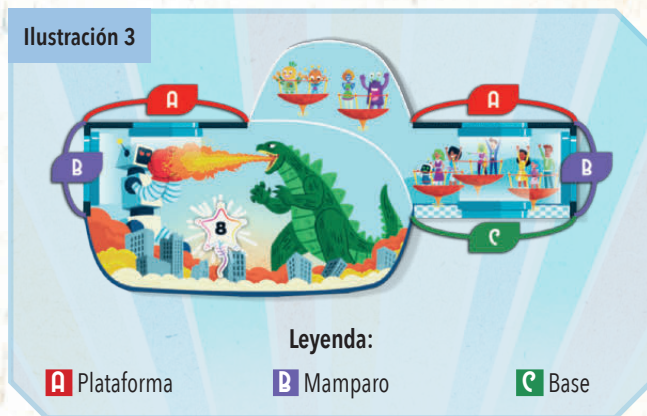 Ilustración 3
A A
B B
8
C
Leyenda:
A Plataforma B Mamparo C Base